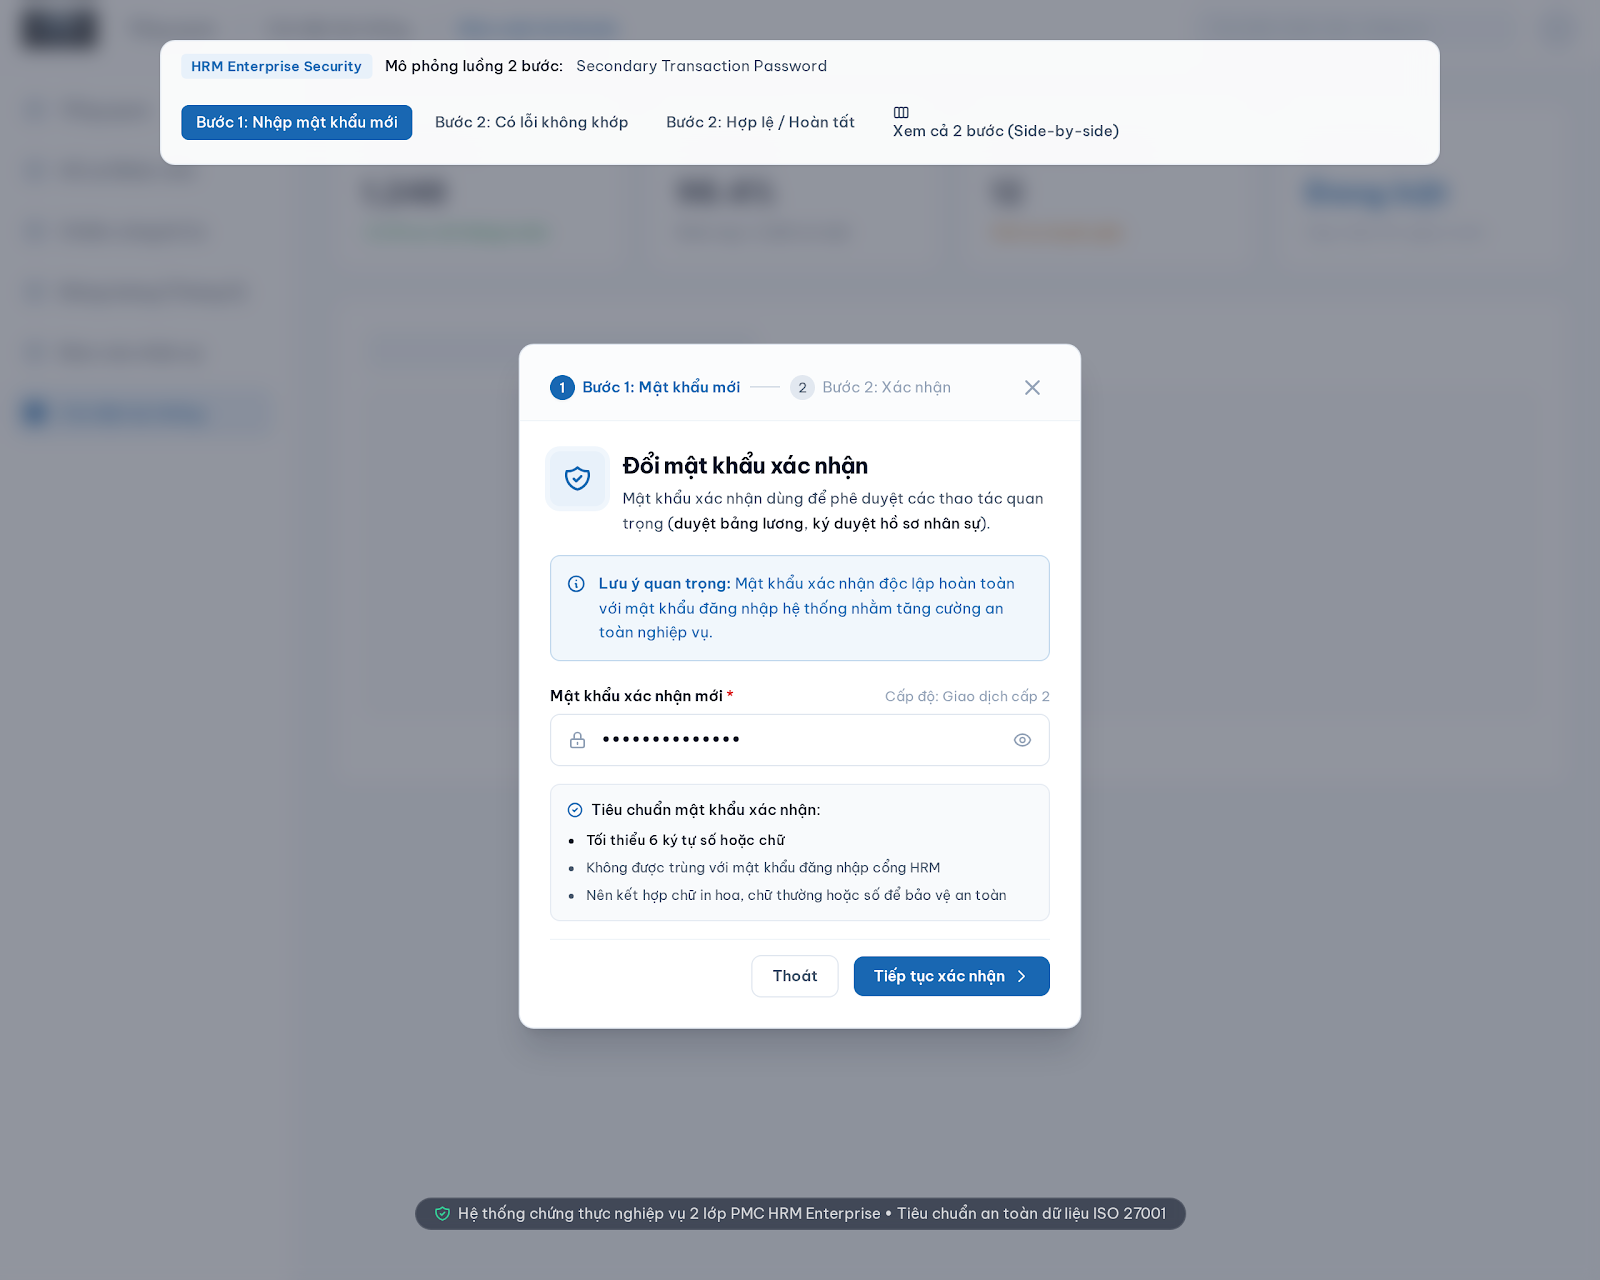 HRM Enterprise Security Mô phỏng luồng 2 bước: Secondary Transaction Password
Bước 1: Nhập mật khẩu mới Bước 2: Có lỗi không khớp Bước 2: Hợp lệ / Hoàn tất Xem cả 2 bước (Side-by-side)
1 Bước 1: Mật khẩu mới 2 Bước 2: Xác nhận
Đổi mật khẩu xác nhận
Mật khẩu xác nhận dùng để phê duyệt các thao tác quan
trọng (duyệt bảng lương, ký duyệt hồ sơ nhân sự).
Lưu ý quan trọng: Mật khẩu xác nhận độc lập hoàn toàn
với mật khẩu đăng nhập hệ thống nhằm tăng cường an
toàn nghiệp vụ.
Mật khẩu xác nhận mới * Cấp độ: Giao dịch cấp 2
••••••••••••••
Tiêu chuẩn mật khẩu xác nhận:
• Tối thiểu 6 ký tự số hoặc chữ
• Không được trùng với mật khẩu đăng nhập cổng HRM
• Nên kết hợp chữ in hoa, chữ thường hoặc số để bảo vệ an toàn
Thoát Tiếp tục xác nhận
Hệ thống chứng thực nghiệp vụ 2 lớp PMC HRM Enterprise • Tiêu chuẩn an toàn dữ liệu ISO 27001